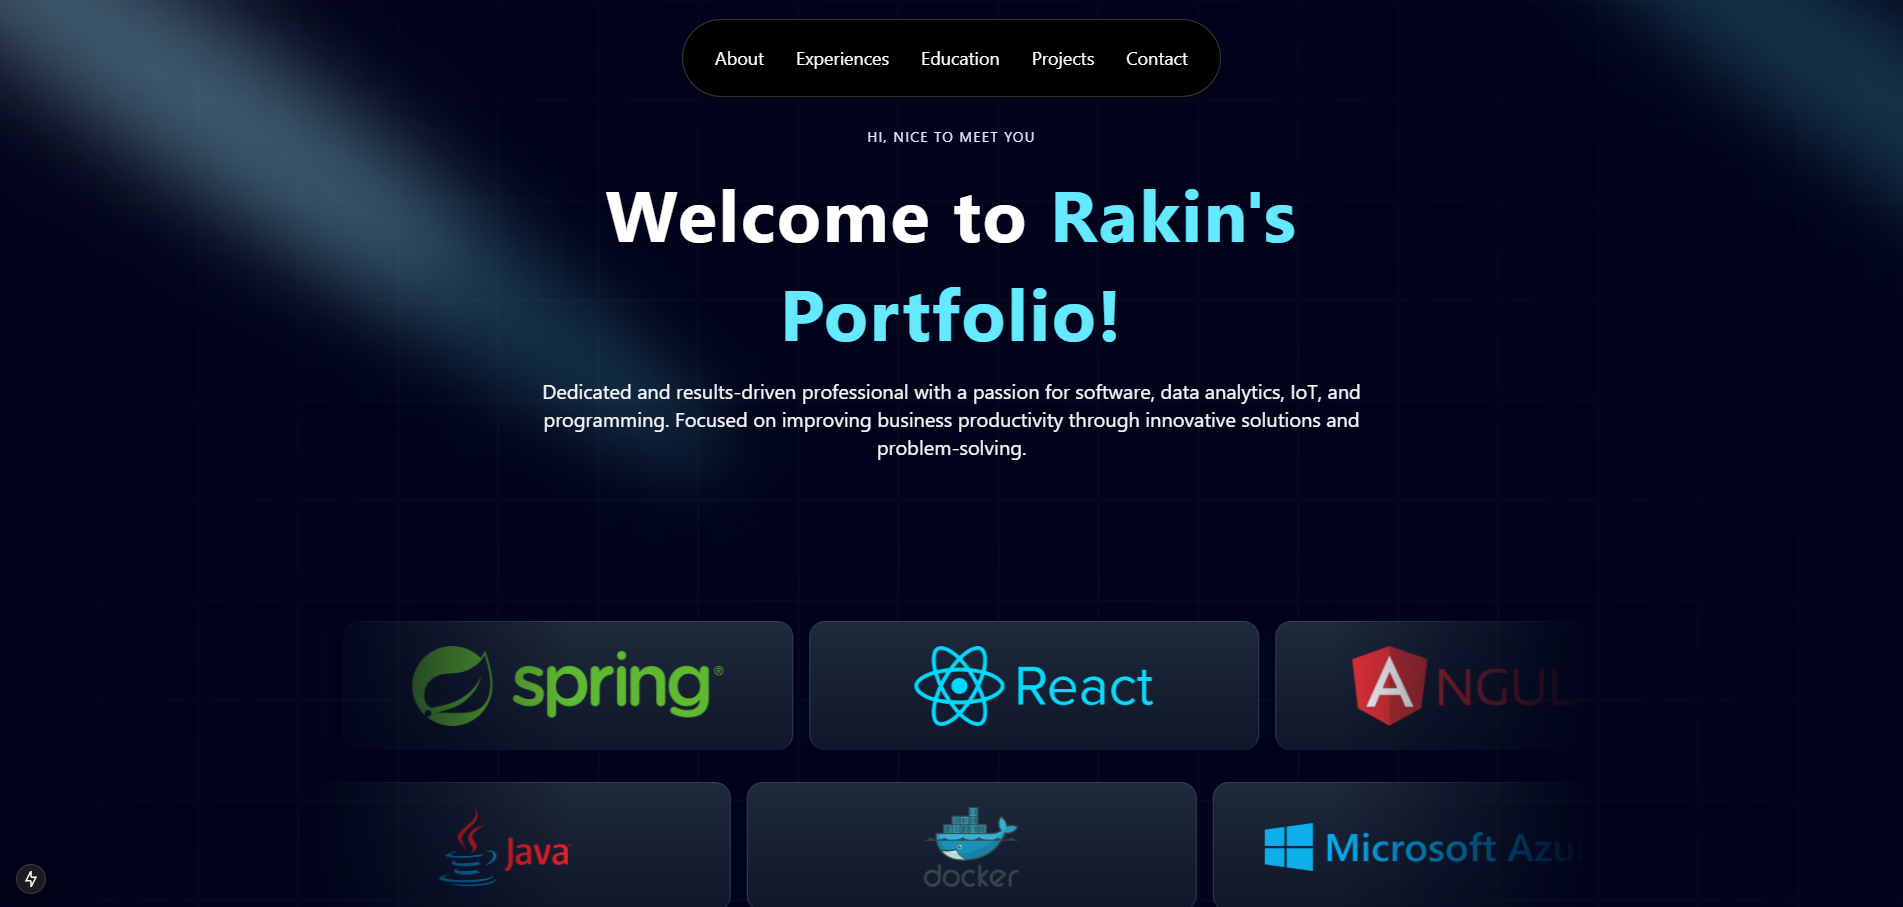 About Experiences Education Projects Contact
HI, NICE TO MEET YOU
Welcome to Rakin's
Portfolio!
Dedicated and results-driven professional with a passion for software, data analytics, IoT, and
programming. Focused on improving business productivity through innovative solutions and
problem-solving.
spring®
React
NGUL
Java
docker
Microsoft Azur